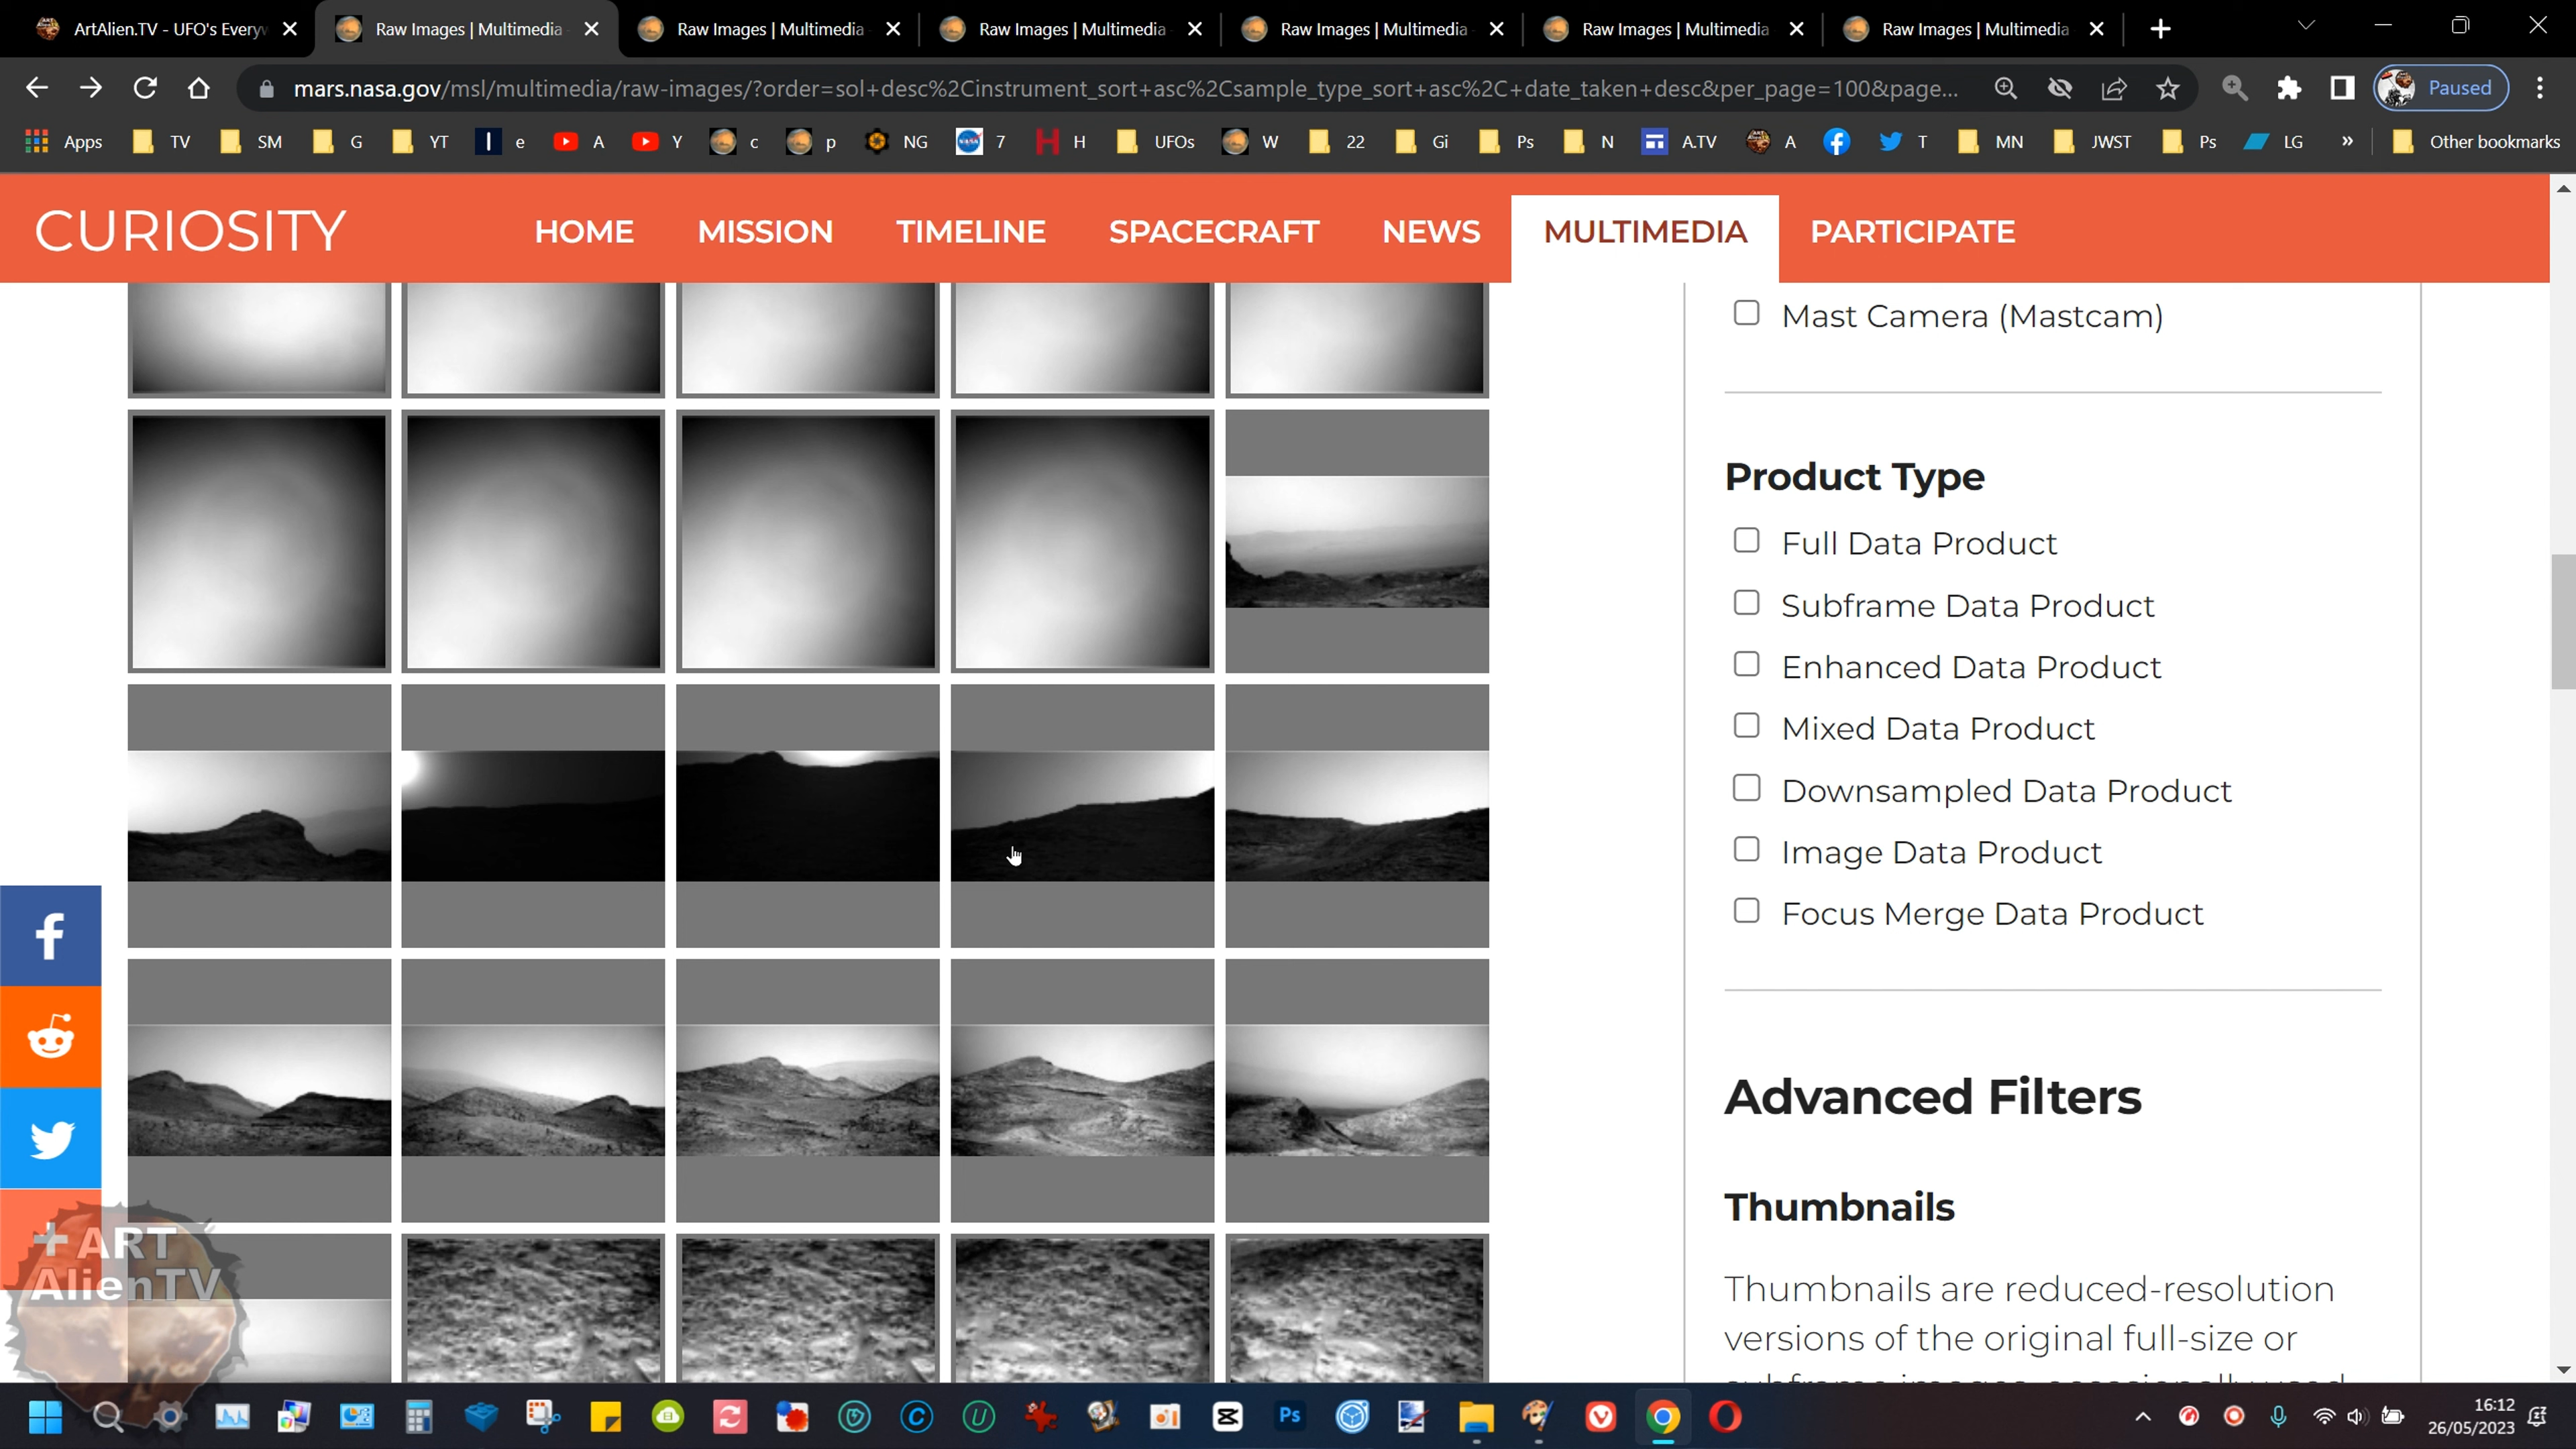 ArtAlien.TV - UFO's Every
Raw Images | Multimedia
Raw Images | Multimedia
Raw Images | Multimedia
Raw Images | Multimedia
Raw Images | Multimedia
Raw Images | Multimedia
mars.nasa.gov/msl/multimedia/raw-images/?order=sol+desc%2Cinstrument_sort+asc%2Csample_type_sort+asc%2C+date_taken+desc&per_page=100&page...
Paused
Apps TV SM G YT e A Y c p NG 7 H UFOs W 22 Gi Ps N A.TV A T MN JWST Ps LG » Other bookmarks
CURIOSITY
HOME MISSION TIMELINE SPACECRAFT NEWS MULTIMEDIA PARTICIPATE
Mast Camera (Mastcam)
Product Type
Full Data Product
Subframe Data Product
Enhanced Data Product
Mixed Data Product
Downsampled Data Product
Image Data Product
Focus Merge Data Product
Advanced Filters
Thumbnails
Thumbnails are reduced-resolution
versions of the original full-size or
ART
AlienTV
Ps
16:12
26/05/2023